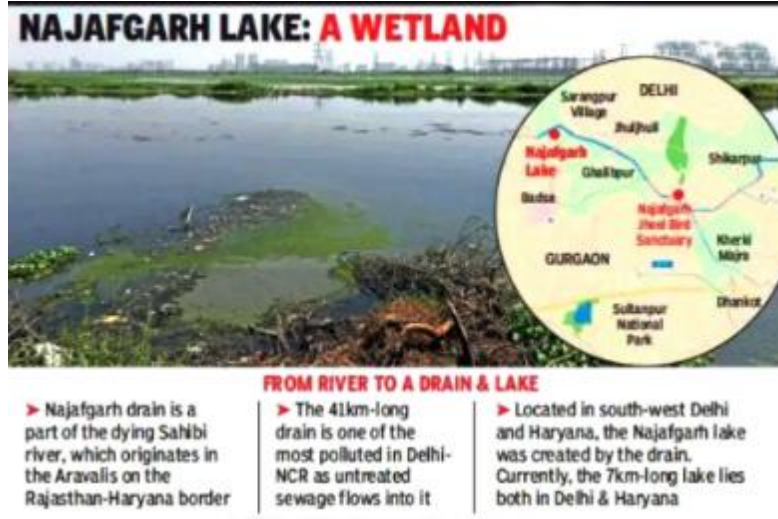 NAJAFGARH LAKE: A WETLAND
DELHI
Sarangpur
Village
Jhuljhuli
Najafgarh
Lake
Ghalibpur
Shikarpur
Badsa
Najafgarh
Jheel Bird
Sanctuary
Kherki
Majra
GURGAON
Dhankot
Sultanpur
National
Park
FROM RIVER TO A DRAIN & LAKE
➤ Najafgarh drain is a
part of the dying Sahibi
river, which originates in
the Aravalis on the
Rajasthan-Haryana border
➤ The 41km-long
drain is one of the
most polluted in Delhi-
NCR as untreated
sewage flows into it
➤ Located in south-west Delhi
and Haryana, the Najafgarh lake
was created by the drain.
Currently, the 7km-long lake lies
both in Delhi & Haryana